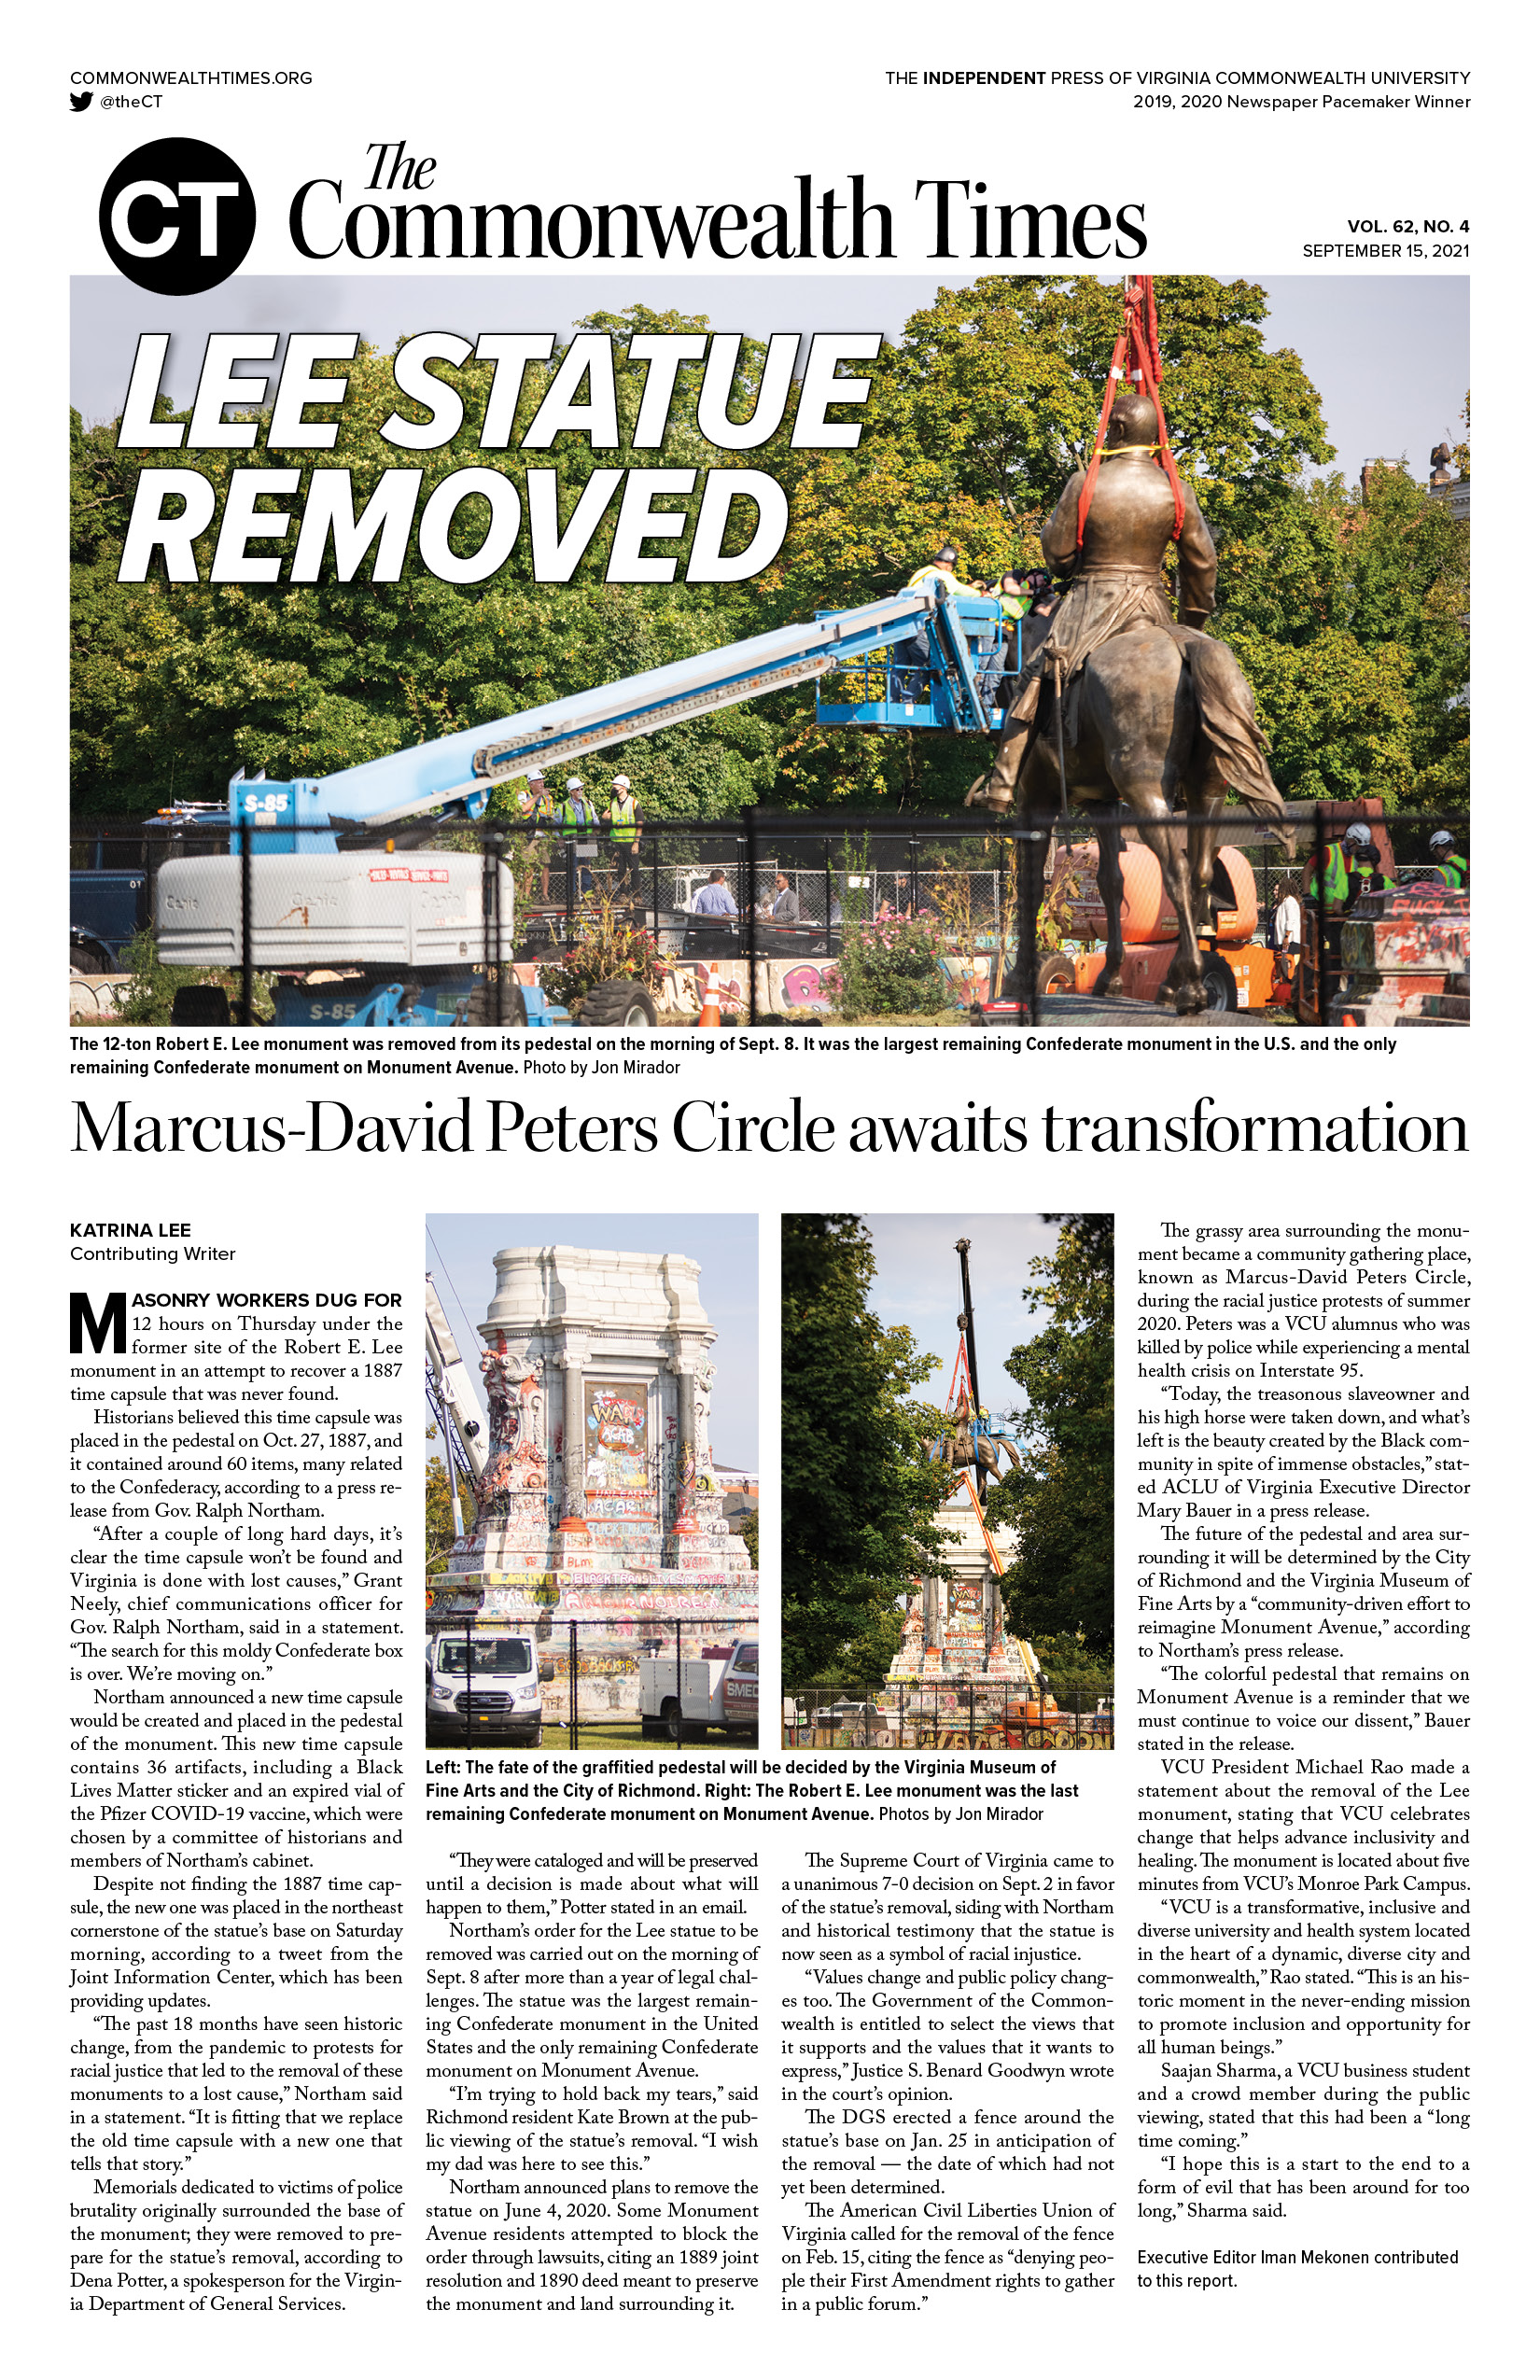 COMMONWEALTHTIMES.ORG
@theCT
THE INDEPENDENT PRESS OF VIRGINIA COMMONWEALTH UNIVERSITY
2019, 2020 Newspaper Pacemaker Winner
CT
The
Commonwealth Times
VOL. 62, NO. 4
SEPTEMBER 15, 2021
LEE STATUE
REMOVED
S-85
01
Genie
S-85
The 12-ton Robert E. Lee monument was removed from its pedestal on the morning of Sept. 8. It was the largest remaining Confederate monument in the U.S. and the only
remaining Confederate monument on Monument Avenue. Photo by Jon Mirador
Marcus-David Peters Circle awaits transformation
KATRINA LEE
Contributing Writer
MASONRY WORKERS DUG FOR
12 hours on Thursday under the
former site of the Robert E. Lee
monument in an attempt to recover a 1887
time capsule that was never found.
Historians believed this time capsule was
placed in the pedestal on Oct. 27, 1887, and
it contained around 60 items, many related
to the Confederacy, according to a press re-
lease from Gov. Ralph Northam.
“After a couple of long hard days, it’s
clear the time capsule won’t be found and
Virginia is done with lost causes,” Grant
Neely, chief communications officer for
Gov. Ralph Northam, said in a statement.
“The search for this moldy Confederate box
is over. We’re moving on.”
Northam announced a new time capsule
would be created and placed in the pedestal
of the monument. This new time capsule
contains 36 artifacts, including a Black
Lives Matter sticker and an expired vial of
the Pfizer COVID-19 vaccine, which were
chosen by a committee of historians and
members of Northam’s cabinet.
Despite not finding the 1887 time cap-
sule, the new one was placed in the northeast
cornerstone of the statue’s base on Saturday
morning, according to a tweet from the
Joint Information Center, which has been
providing updates.
“The past 18 months have seen historic
change, from the pandemic to protests for
racial justice that led to the removal of these
monuments to a lost cause,” Northam said
in a statement. “It is fitting that we replace
the old time capsule with a new one that
tells that story.”
Memorials dedicated to victims of police
brutality originally surrounded the base of
the monument; they were removed to pre-
pare for the statue’s removal, according to
Dena Potter, a spokesperson for the Virgin-
ia Department of General Services.
WAR
ACAB
BLM
BLACK TRANS LIVES MATTER
Left: The fate of the graffitied pedestal will be decided by the Virginia Museum of
Fine Arts and the City of Richmond. Right: The Robert E. Lee monument was the last
remaining Confederate monument on Monument Avenue. Photos by Jon Mirador
“They were cataloged and will be preserved
until a decision is made about what will
happen to them,” Potter stated in an email.
Northam’s order for the Lee statue to be
removed was carried out on the morning of
Sept. 8 after more than a year of legal chal-
lenges. The statue was the largest remain-
ing Confederate monument in the United
States and the only remaining Confederate
monument on Monument Avenue.
“I’m trying to hold back my tears,” said
Richmond resident Kate Brown at the pub-
lic viewing of the statue’s removal. “I wish
my dad was here to see this.”
Northam announced plans to remove the
statue on June 4, 2020. Some Monument
Avenue residents attempted to block the
order through lawsuits, citing an 1889 joint
resolution and 1890 deed meant to preserve
the monument and land surrounding it.
The Supreme Court of Virginia came to
a unanimous 7-0 decision on Sept. 2 in favor
of the statue’s removal, siding with Northam
and historical testimony that the statue is
now seen as a symbol of racial injustice.
“Values change and public policy chang-
es too. The Government of the Common-
wealth is entitled to select the views that
it supports and the values that it wants to
express,” Justice S. Benard Goodwyn wrote
in the court’s opinion.
The DGS erected a fence around the
statue’s base on Jan. 25 in anticipation of
the removal — the date of which had not
yet been determined.
The American Civil Liberties Union of
Virginia called for the removal of the fence
on Feb. 15, citing the fence as “denying peo-
ple their First Amendment rights to gather
in a public forum.”
The grassy area surrounding the monu-
ment became a community gathering place,
known as Marcus-David Peters Circle,
during the racial justice protests of summer
2020. Peters was a VCU alumnus who was
killed by police while experiencing a mental
health crisis on Interstate 95.
“Today, the treasonous slaveowner and
his high horse were taken down, and what’s
left is the beauty created by the Black com-
munity in spite of immense obstacles,” stat-
ed ACLU of Virginia Executive Director
Mary Bauer in a press release.
The future of the pedestal and area sur-
rounding it will be determined by the City
of Richmond and the Virginia Museum of
Fine Arts by a “community-driven effort to
reimagine Monument Avenue,” according
to Northam’s press release.
“The colorful pedestal that remains on
Monument Avenue is a reminder that we
must continue to voice our dissent,” Bauer
stated in the release.
VCU President Michael Rao made a
statement about the removal of the Lee
monument, stating that VCU celebrates
change that helps advance inclusivity and
healing. The monument is located about five
minutes from VCU’s Monroe Park Campus.
“VCU is a transformative, inclusive and
diverse university and health system located
in the heart of a dynamic, diverse city and
commonwealth,” Rao stated. “This is an his-
toric moment in the never-ending mission
to promote inclusion and opportunity for
all human beings.”
Saajan Sharma, a VCU business student
and a crowd member during the public
viewing, stated that this had been a “long
time coming.”
“I hope this is a start to the end to a
form of evil that has been around for too
long,” Sharma said.
Executive Editor Iman Mekonen contributed
to this report.